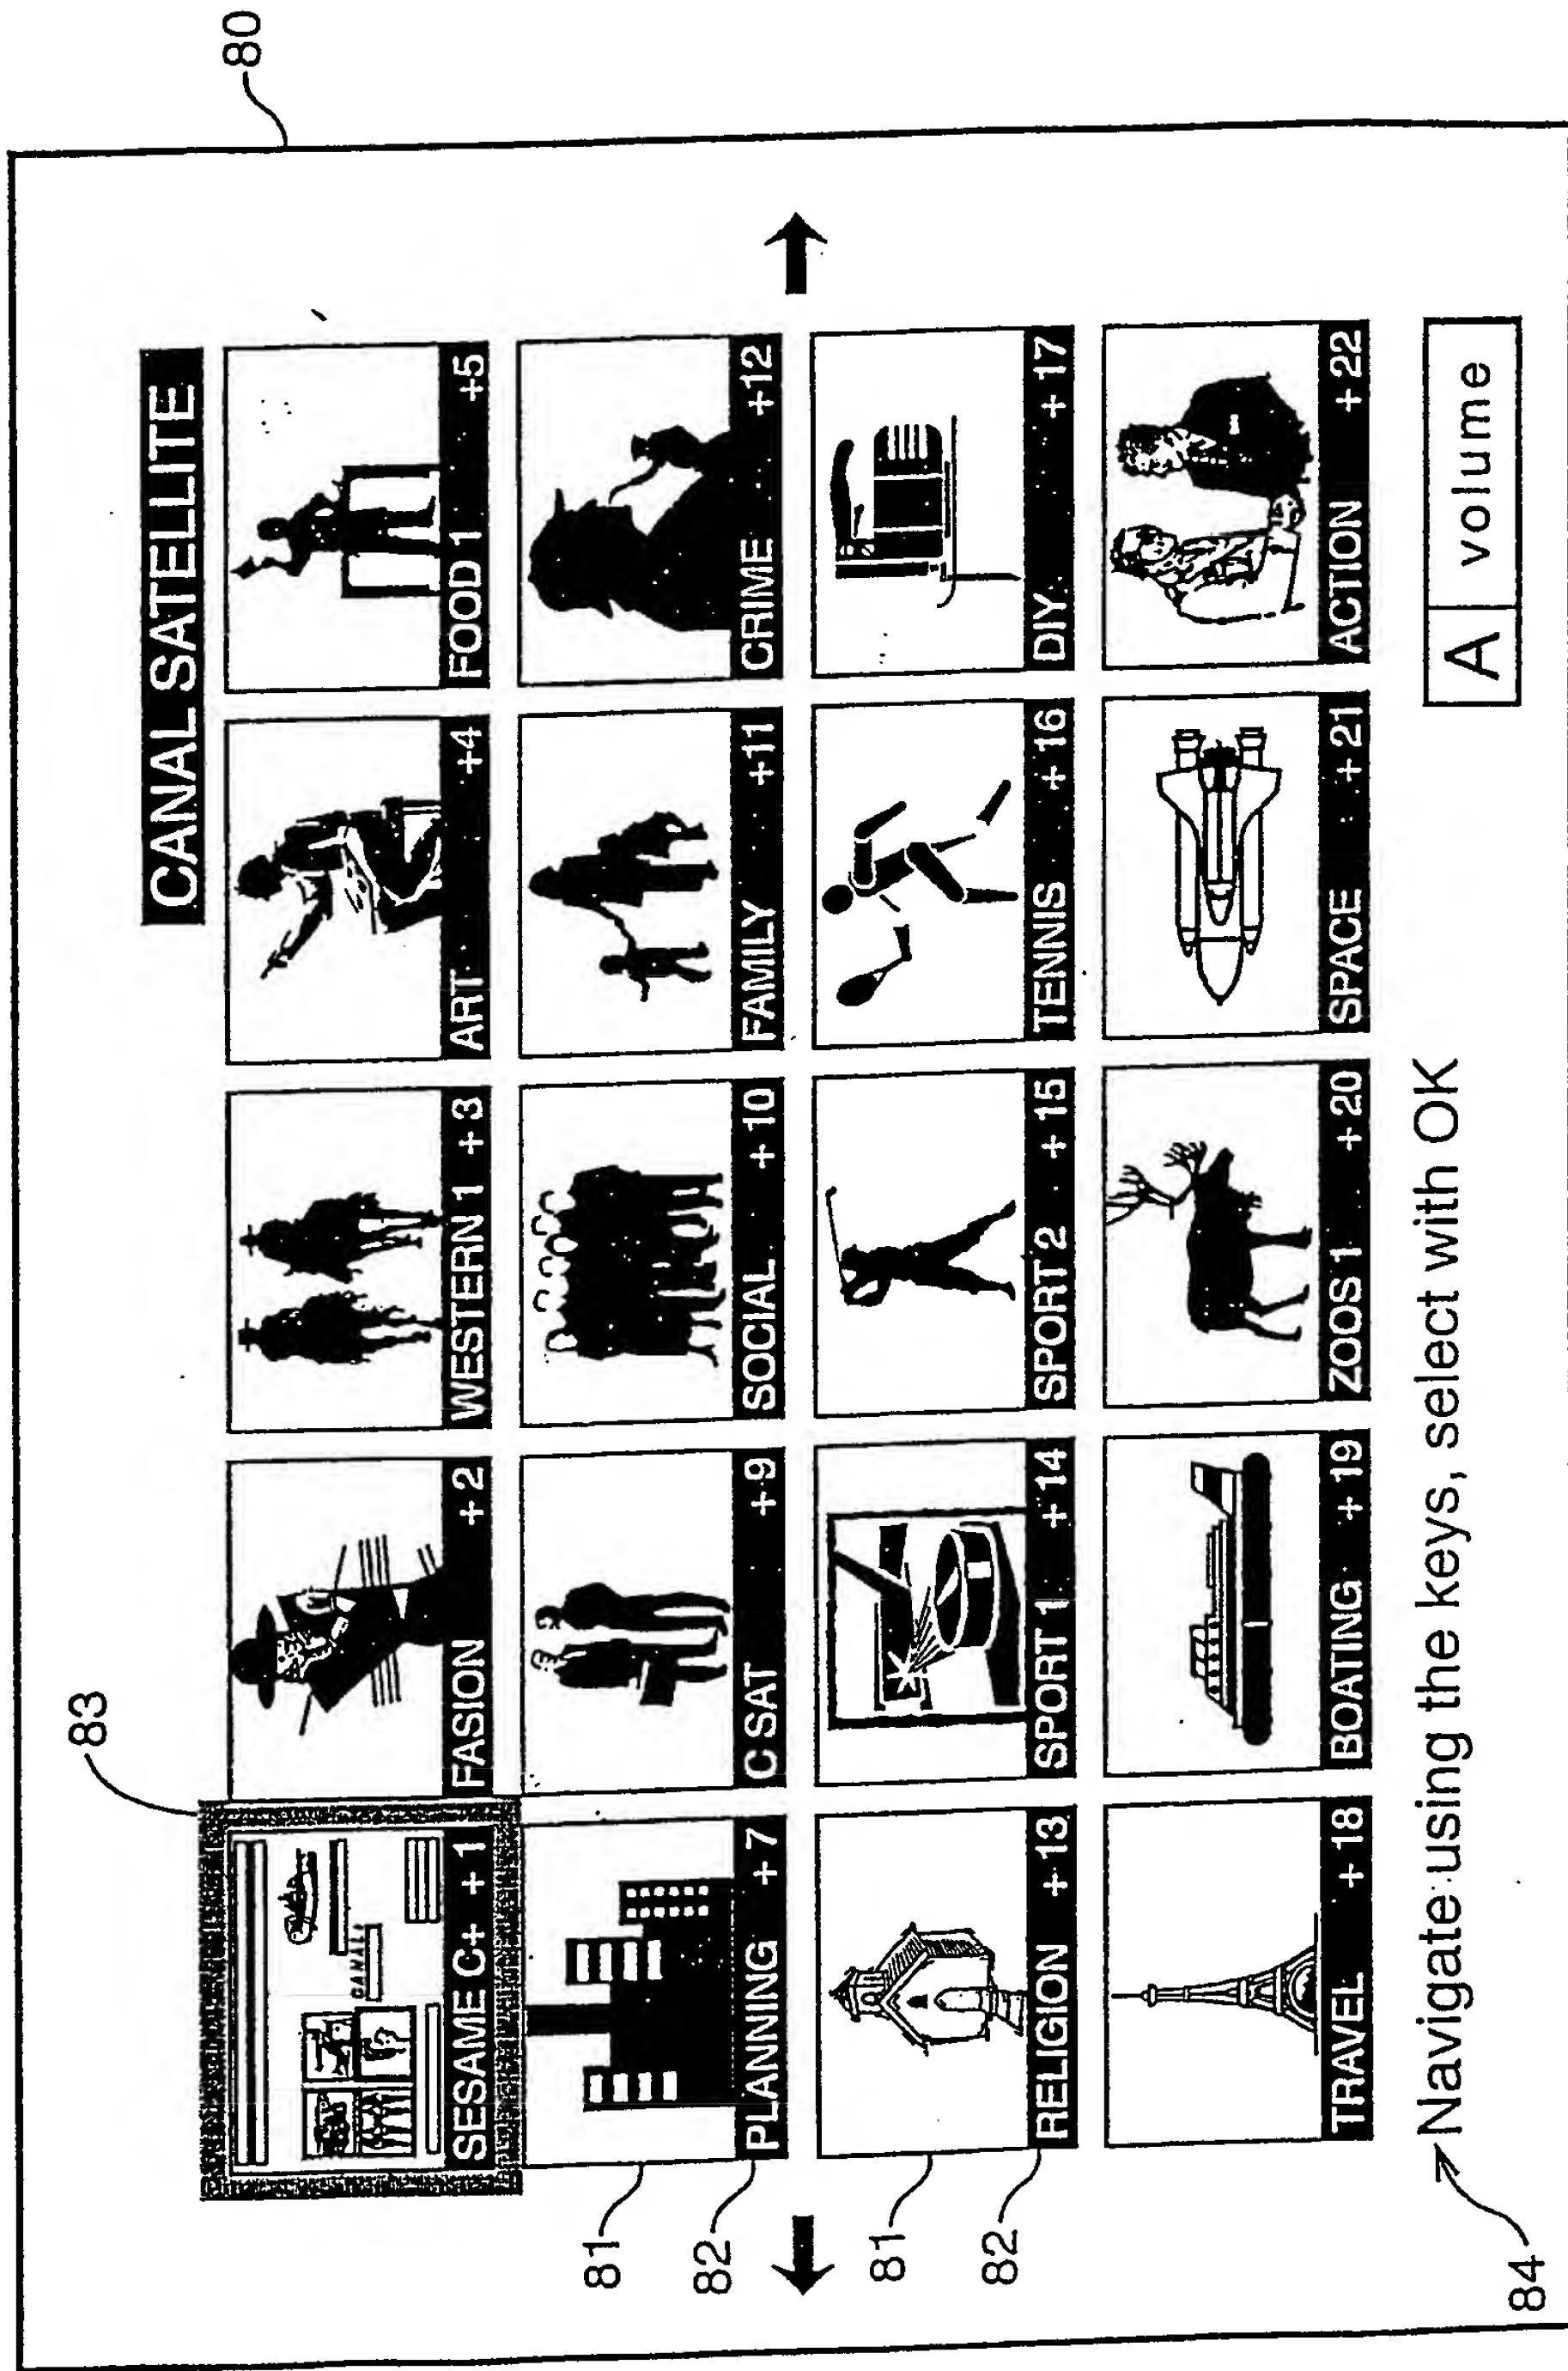 80
83
CANAL SATELLITE
SESAME C+ + 1
FASION + 2
WESTERN 1 + 3
ART +4
FOOD 1 +5
81
82
PLANNING +7
C SAT +9
SOCIAL + 10
FAMILY +11
CRIME +12
81
82
RELIGION + 13
SPORT 1 + 14
SPORT 2 + 15
TENNIS + 16
DIY + 17
TRAVEL + 18
BOATING + 19
ZOOS 1 + 20
SPACE + 21
ACTION + 22
84
Navigate using the keys, select with OK
A volume